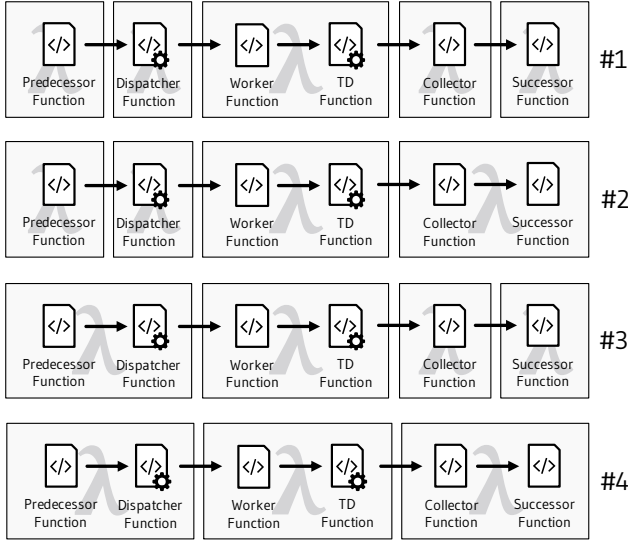 </> </> </> </> </> </> #1
Predecessor Dispatcher Worker TD Collector Successor
Function Function Function Function Function Function
</> </> </> </> </> </> #2
Predecessor Dispatcher Worker TD Collector Successor
Function Function Function Function Function Function
</> </> </> </> </> </> #3
Predecessor Dispatcher Worker TD Collector Successor
Function Function Function Function Function Function
</> </> </> </> </> </> #4
Predecessor Dispatcher Worker TD Collector Successor
Function Function Function Function Function Function